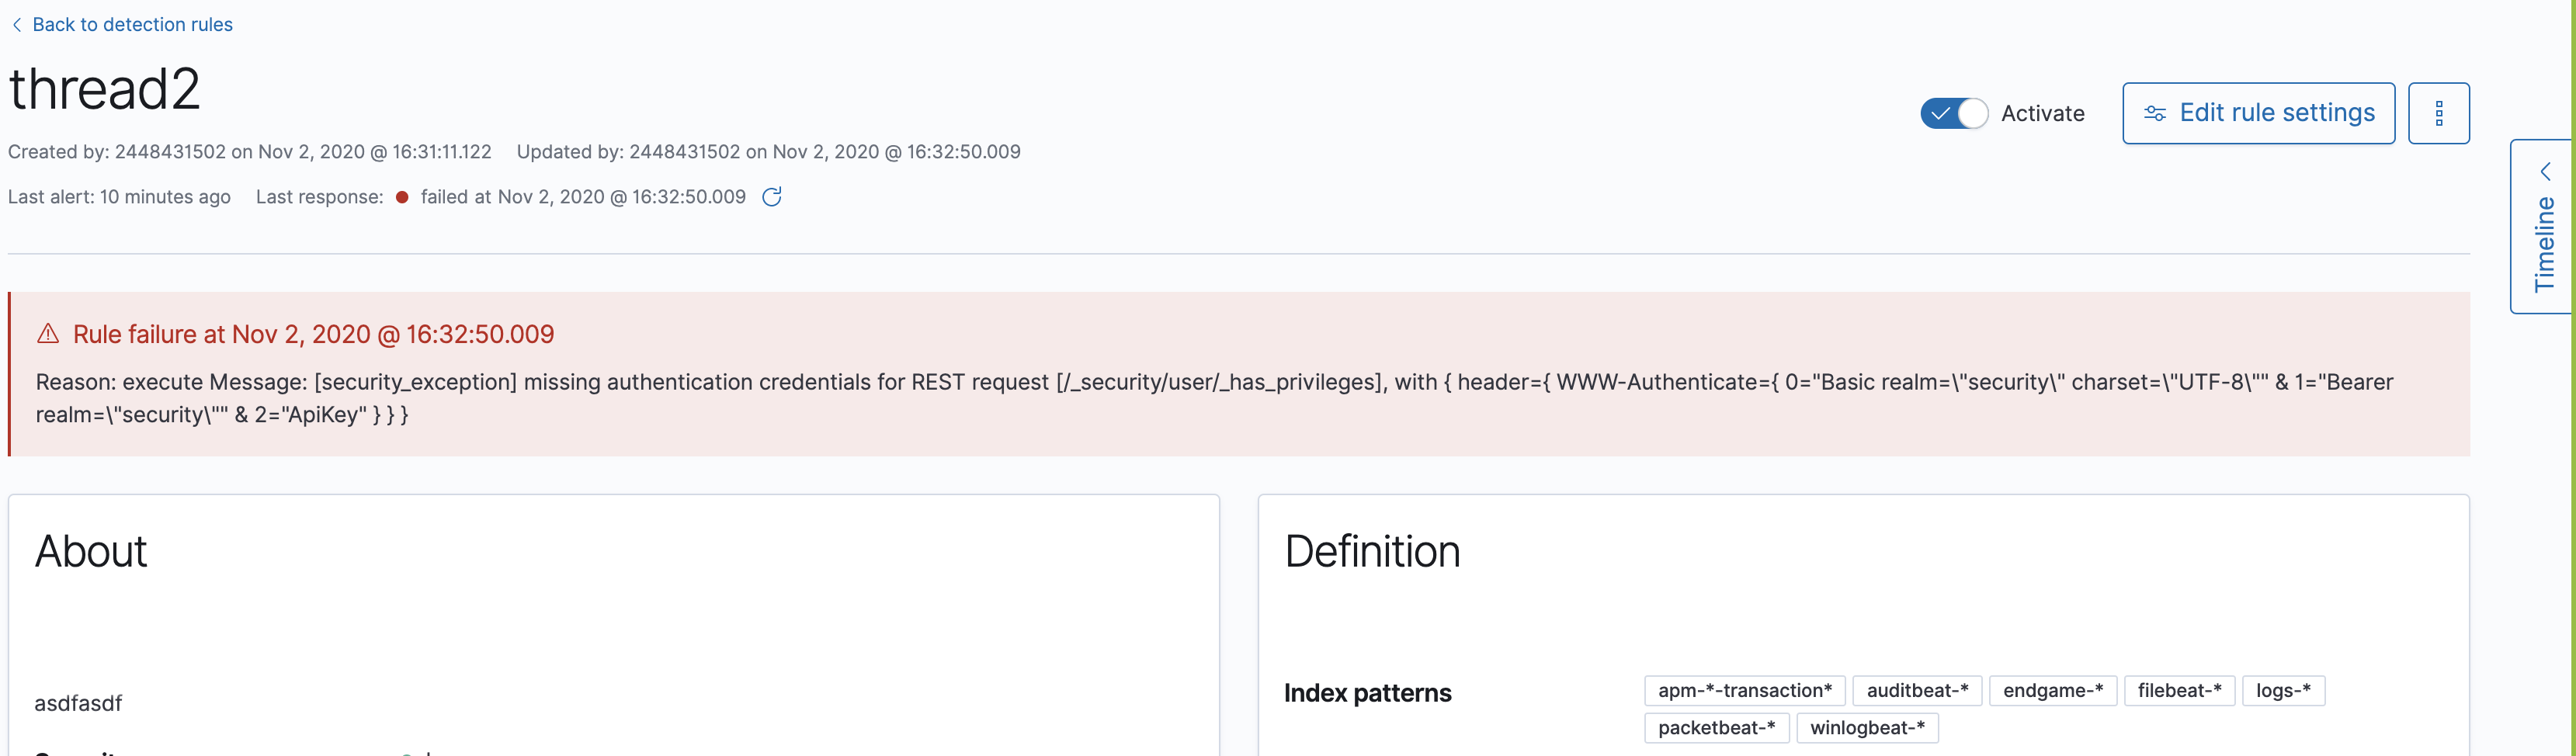 Back to detection rules
thread2
Activate
Edit rule settings
Created by: 2448431502 on Nov 2, 2020 @ 16:31:11.122 Updated by: 2448431502 on Nov 2, 2020 @ 16:32:50.009
Last alert: 10 minutes ago Last response: failed at Nov 2, 2020 @ 16:32:50.009
Timeline
Rule failure at Nov 2, 2020 @ 16:32:50.009
Reason: execute Message: [security_exception] missing authentication credentials for REST request [/_security/user/_has_privileges], with { header={ WWW-Authenticate={ 0="Basic realm=\"security\" charset=\"UTF-8\"" & 1="Bearer
realm=\"security\"" & 2="ApiKey" } } }
About
asdfasdf
Definition
Index patterns
apm-*-transaction* auditbeat-* endgame-* filebeat-* logs-*
packetbeat-* winlogbeat-*